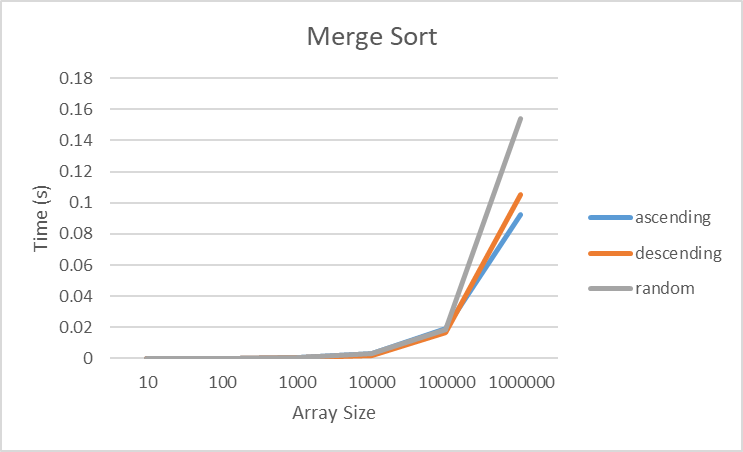 Merge Sort
0.18
0.16
0.14
0.12
0.1
0.08
0.06
0.04
0.02
0
Time (s)
10 100 1000 10000 100000 1000000
Array Size
ascending
descending
random